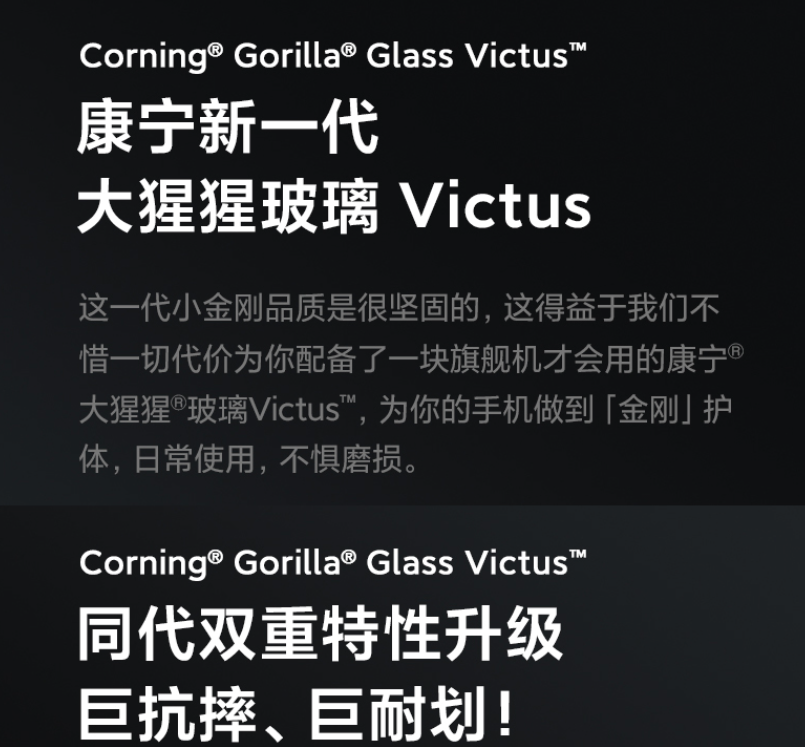 Corning® Gorilla® Glass Victus™
康宁新一代
大猩猩玻璃 Victus
这一代小金刚品质是很坚固的，这得益于我们不
惜一切代价为你配备了一块旗舰机才会用的康宁®
大猩猩®玻璃Victus™，为你的手机做到「金刚」护
体，日常使用，不惧磨损。
Corning® Gorilla® Glass Victus™
同代双重特性升级
巨抗摔、巨耐划！